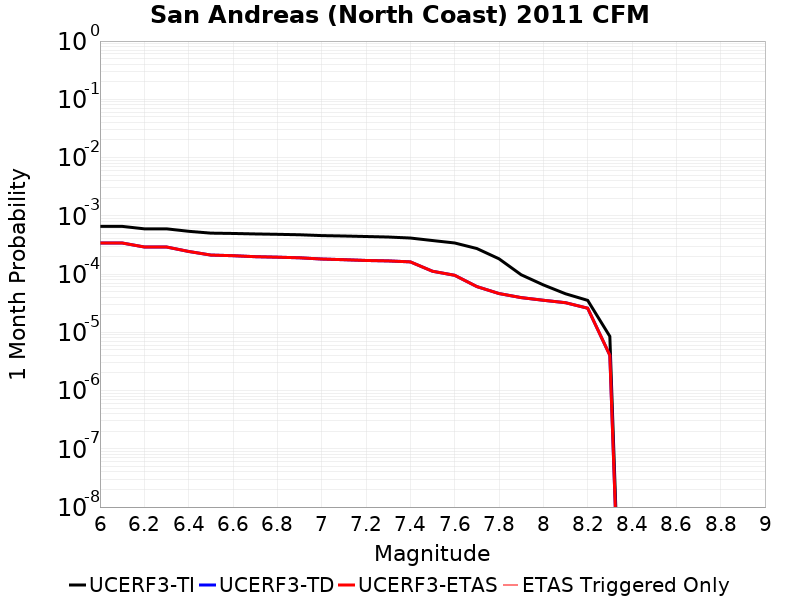 San Andreas (North Coast) 2011 CFM
10^0
10^-1
10^-2
10^-3
10^-4
10^-5
10^-6
10^-7
10^-8
1 Month Probability
6 6.2 6.4 6.6 6.8 7 7.2 7.4 7.6 7.8 8 8.2 8.4 8.6 8.8 9
Magnitude
UCERF3-TI UCERF3-TD UCERF3-ETAS ETAS Triggered Only